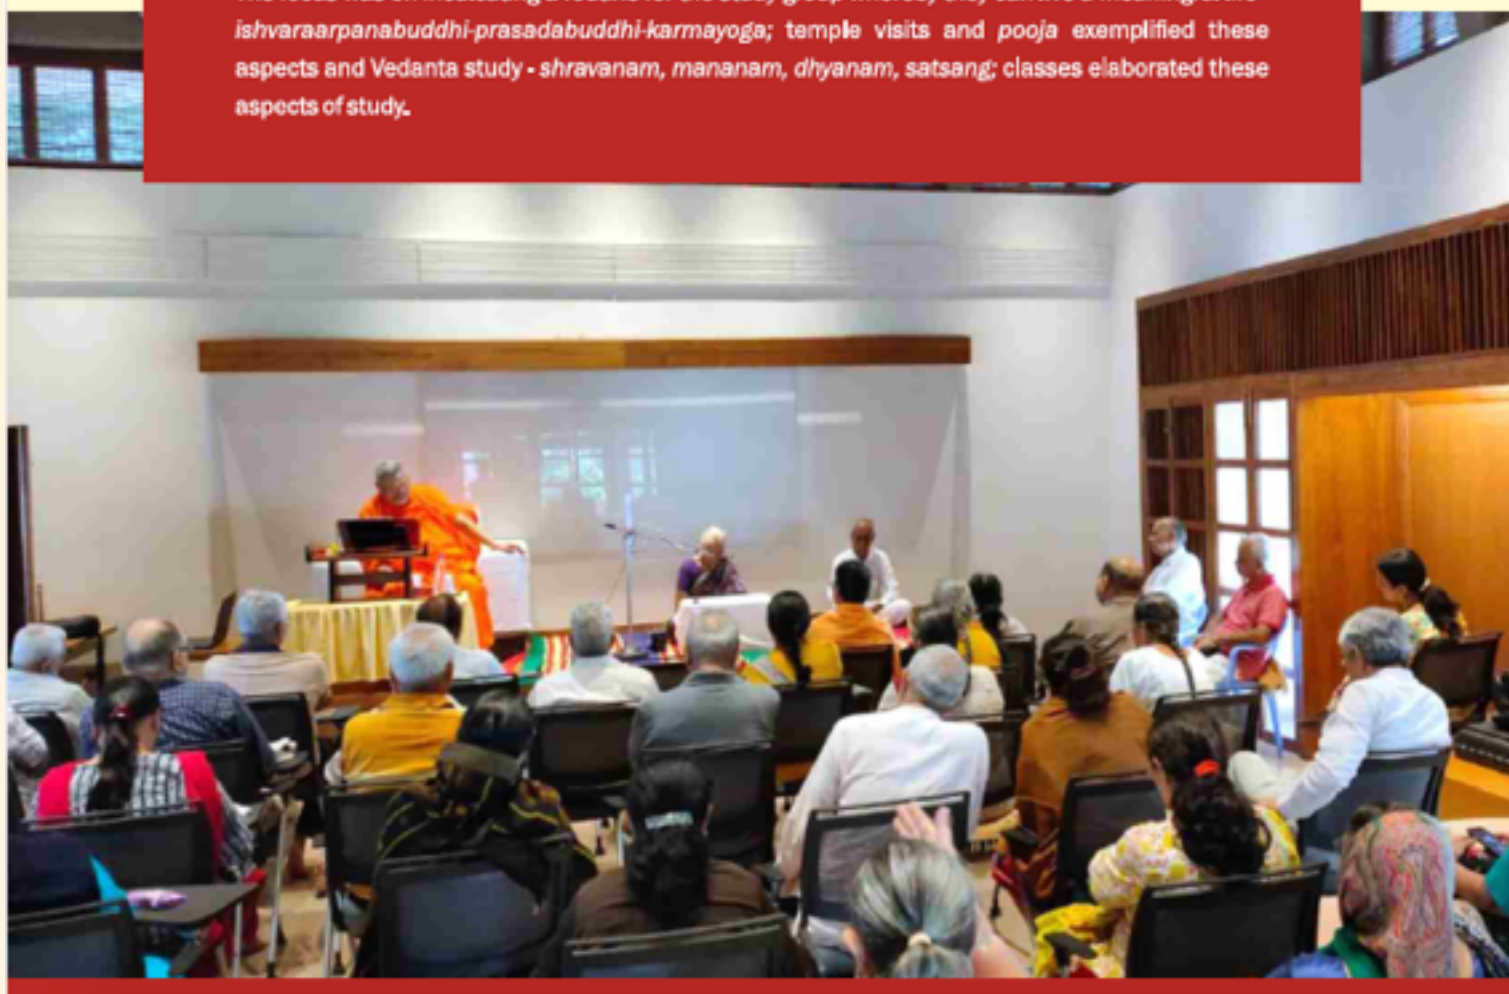 ishvaraarpanabuddhi-prasadabuddhi-karmayoga; temple visits and pooja exemplified these
aspects and Vedanta study - shravanam, mananam, dhyanam, satsang; classes elaborated these
aspects of study.